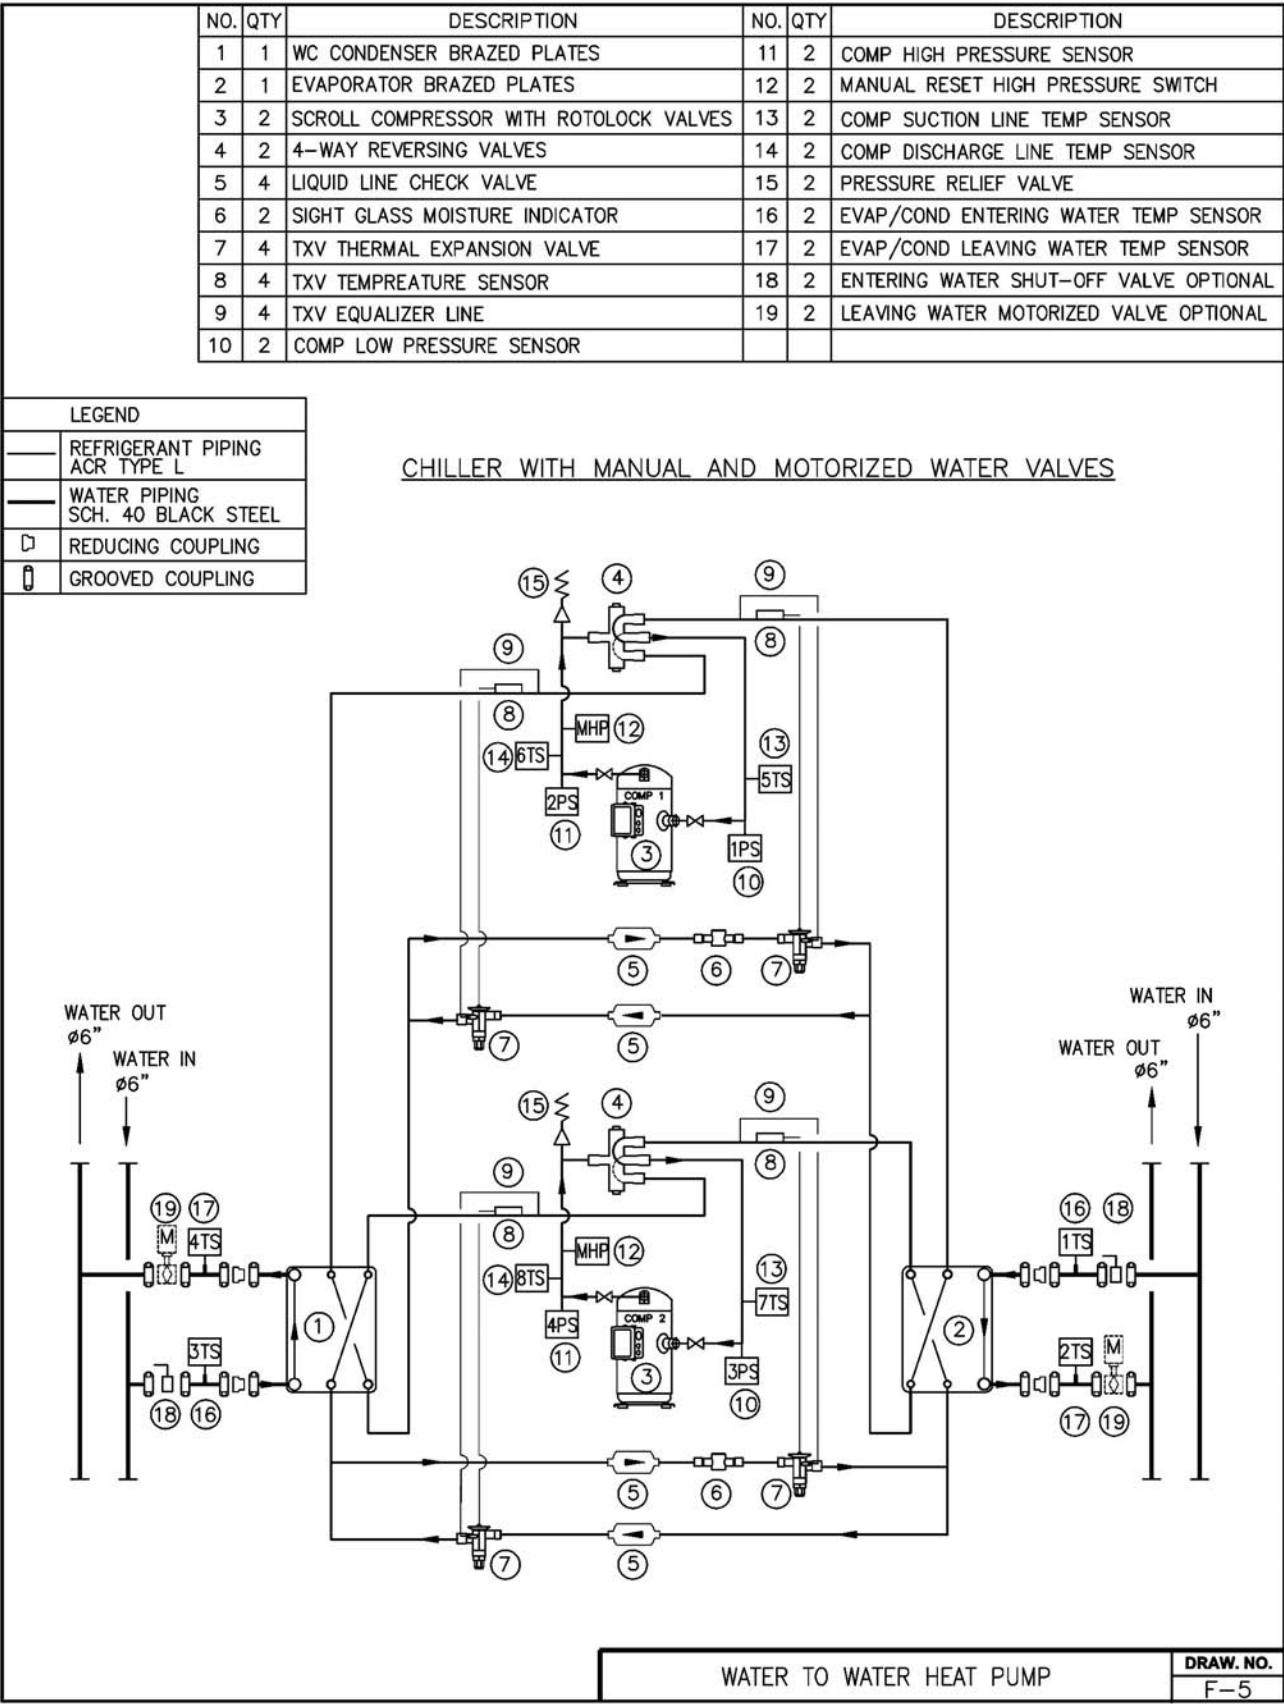 NO. QTY DESCRIPTION NO. QTY DESCRIPTION
1 1 WC CONDENSER BRAZED PLATES 11 2 COMP HIGH PRESSURE SENSOR
2 1 EVAPORATOR BRAZED PLATES 12 2 MANUAL RESET HIGH PRESSURE SWITCH
3 2 SCROLL COMPRESSOR WITH ROTOLOCK VALVES 13 2 COMP SUCTION LINE TEMP SENSOR
4 2 4-WAY REVERSING VALVES 14 2 COMP DISCHARGE LINE TEMP SENSOR
5 4 LIQUID LINE CHECK VALVE 15 2 PRESSURE RELIEF VALVE
6 2 SIGHT GLASS MOISTURE INDICATOR 16 2 EVAP/COND ENTERING WATER TEMP SENSOR
7 4 TXV THERMAL EXPANSION VALVE 17 2 EVAP/COND LEAVING WATER TEMP SENSOR
8 4 TXV TEMPREATURE SENSOR 18 2 ENTERING WATER SHUT-OFF VALVE OPTIONAL
9 4 TXV EQUALIZER LINE 19 2 LEAVING WATER MOTORIZED VALVE OPTIONAL
10 2 COMP LOW PRESSURE SENSOR
LEGEND
REFRIGERANT PIPING
ACR TYPE L
WATER PIPING
SCH. 40 BLACK STEEL
REDUCING COUPLING
GROOVED COUPLING
CHILLER WITH MANUAL AND MOTORIZED WATER VALVES
15 4 9
8
9
8
MHP 12
14 6TS
13
5TS
2PS
11
COMP 1
3
1PS
10
5 6 7
7 5
WATER OUT
ø6"
WATER IN
ø6"
WATER IN
ø6"
WATER OUT
ø6"
15 4 9
8
9
8
MHP 12
14 8TS
13
7TS
4PS
11
COMP 2
3
3PS
10
19 17
M
4TS
1
3TS
18 16
16 18
1TS
2
2TS
M
17 19
5 6 7
7 5
WATER TO WATER HEAT PUMP
DRAW. NO.
F-5